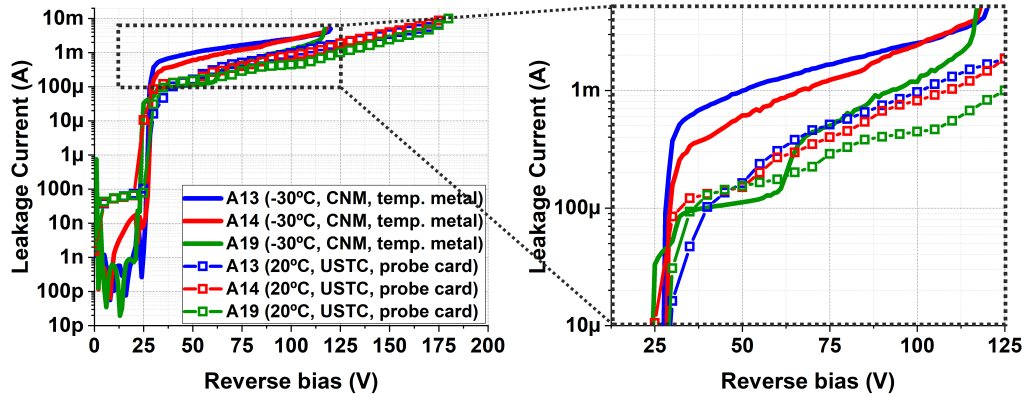 Leakage Current (A)
10m
1m
100µ
10µ
1µ
100n
10n
1n
100p
10p
A13 (-30ºC, CNM, temp. metal)
A14 (-30ºC, CNM, temp. metal)
A19 (-30ºC, CNM, temp. metal)
A13 (20ºC, USTC, probe card)
A14 (20ºC, USTC, probe card)
A19 (20ºC, USTC, probe card)
0 25 50 75 100 125 150 175 200
Reverse bias (V)
Leakage Current (A)
1m
100µ
10µ
25 50 75 100 125
Reverse bias (V)